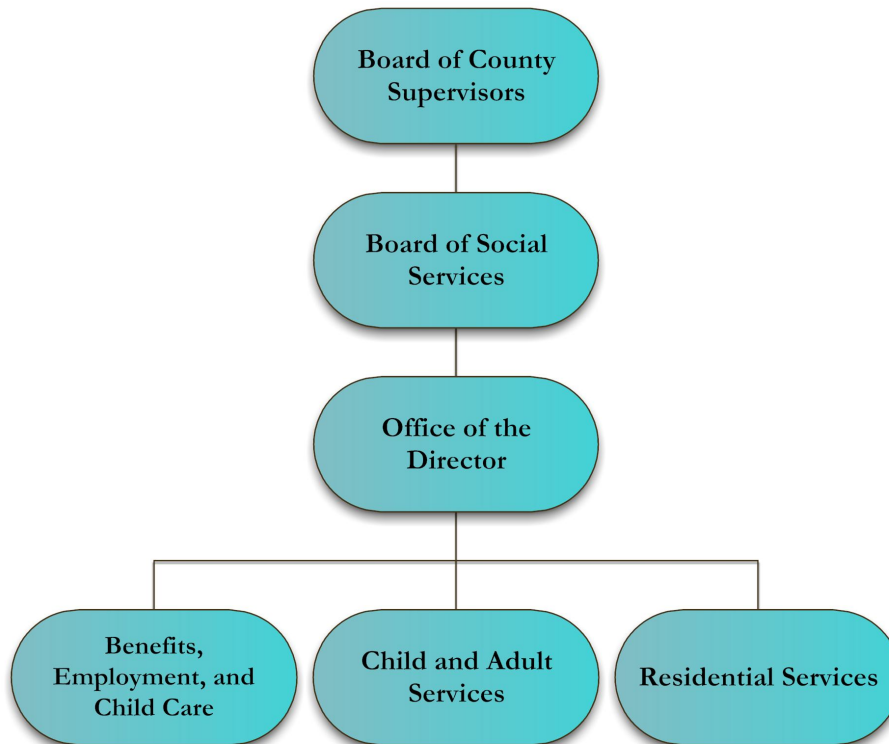 Board of County
Supervisors
Board of Social
Services
Office of the
Director
Benefits,
Employment, and
Child Care
Child and Adult
Services
Residential Services